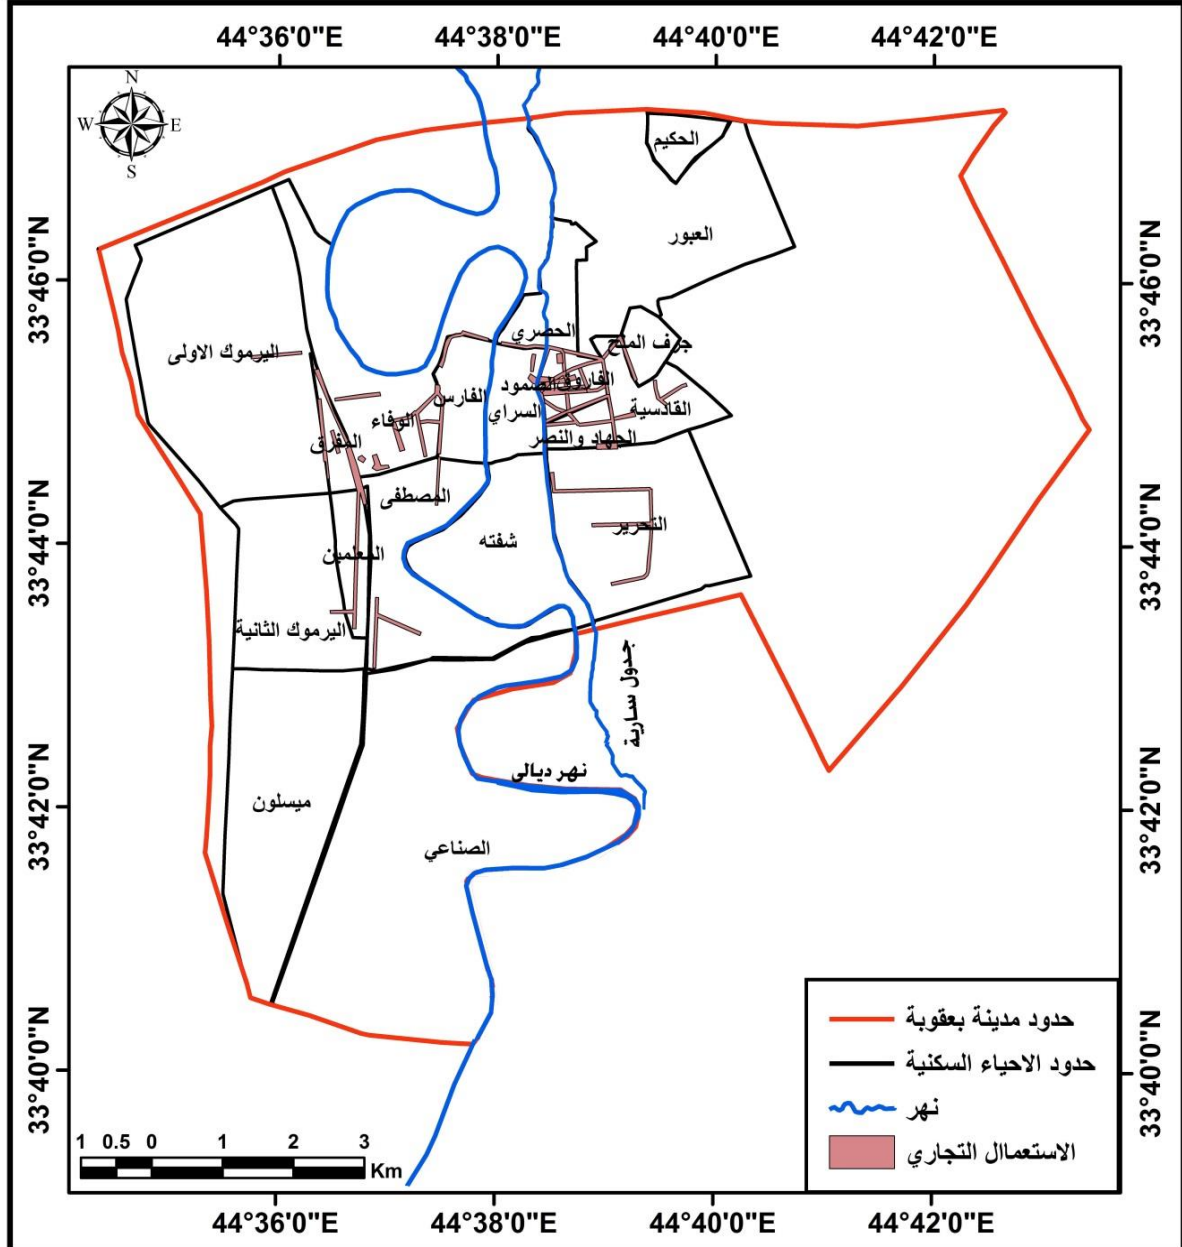 44°36'0"E 44°38'0"E 44°40'0"E 44°42'0"E
N
W E
S
33°46'0"N
33°44'0"N
33°42'0"N
33°40'0"N
33°46'0"N
33°44'0"N
33°42'0"N
33°40'0"N
الحكيم
العبور
الحصري
جرف الملح
اليرموك الاولى
الفاروق
الصمود
الفارس
السراي
القادسية
الوفاء
المفرق
الجهاد والنصر
المصطفى
التحرير
شفته
المعلمين
اليرموك الثانية
جدول سارية
نهر ديالى
ميسلون
الصناعي
حدود مدينة بعقوبة
حدود الاحياء السكنية
نهر
الاستعماال التجاري
1 0.5 0 1 2 3
Km
44°36'0"E 44°38'0"E 44°40'0"E 44°42'0"E